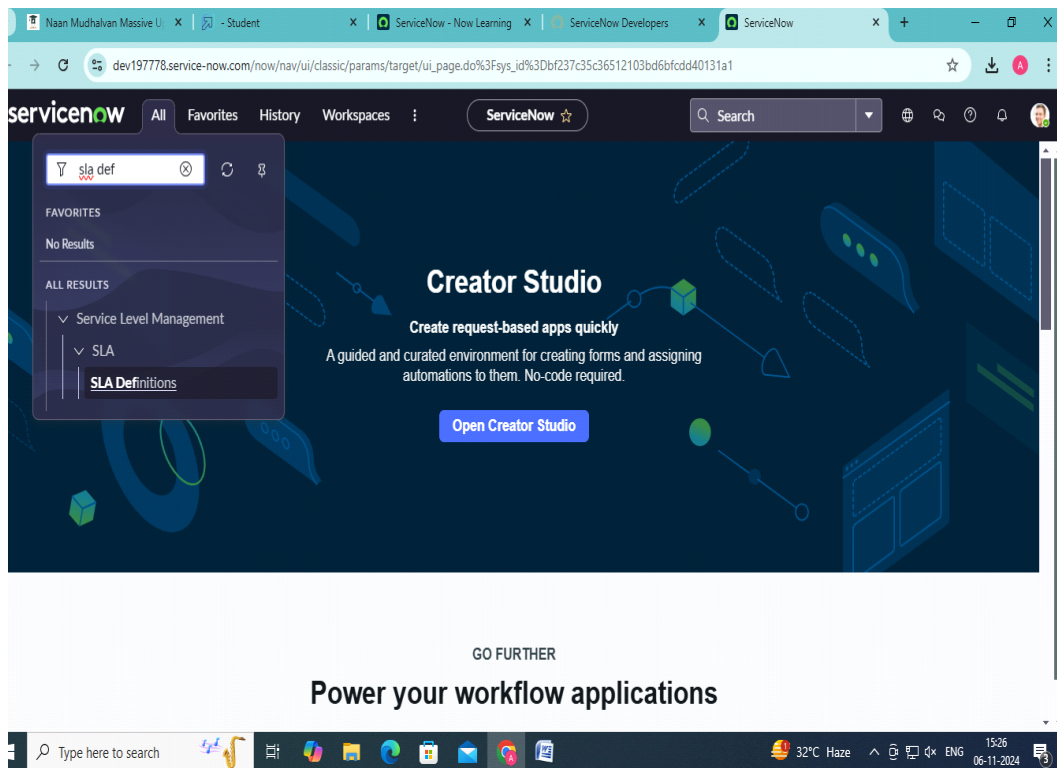 Naan Mudhalvan Massive U
- Student
ServiceNow - Now Learning
ServiceNow Developers
ServiceNow
dev197778.service-now.com/now/nav/ui/classic/params/target/ui_page.do%3Fsys_id%3Dbf237c35c36512103bd6bfcdd40131a1
A
servicenow
All
Favorites
History
Workspaces
ServiceNow
Search
sla def
FAVORITES
No Results
ALL RESULTS
Service Level Management
SLA
SLA Definitions
Creator Studio
Create request-based apps quickly
A guided and curated environment for creating forms and assigning
automations to them. No-code required.
Open Creator Studio
GO FURTHER
Power your workflow applications
Type here to search
32°C Haze
ENG
15:26
06-11-2024
3